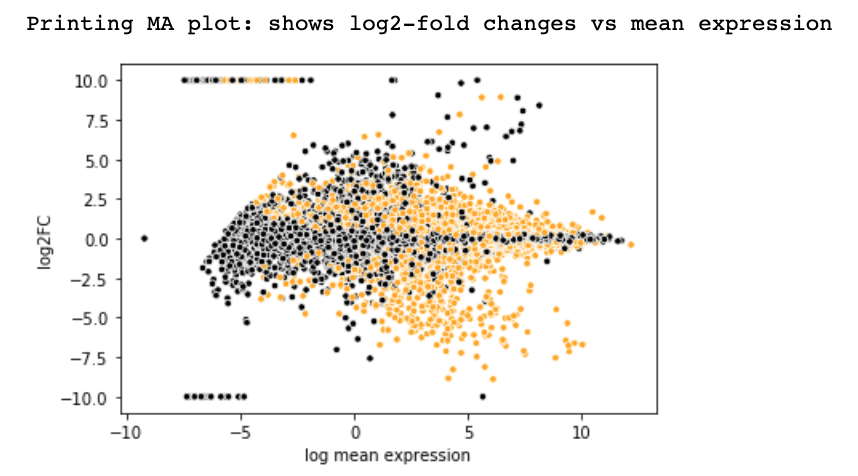 Printing MA plot: shows log2-fold changes vs mean expression
10.0
7.5
5.0
2.5
0.0
−2.5
−5.0
−7.5
−10.0
log2FC
−10 −5 0 5 10
log mean expression